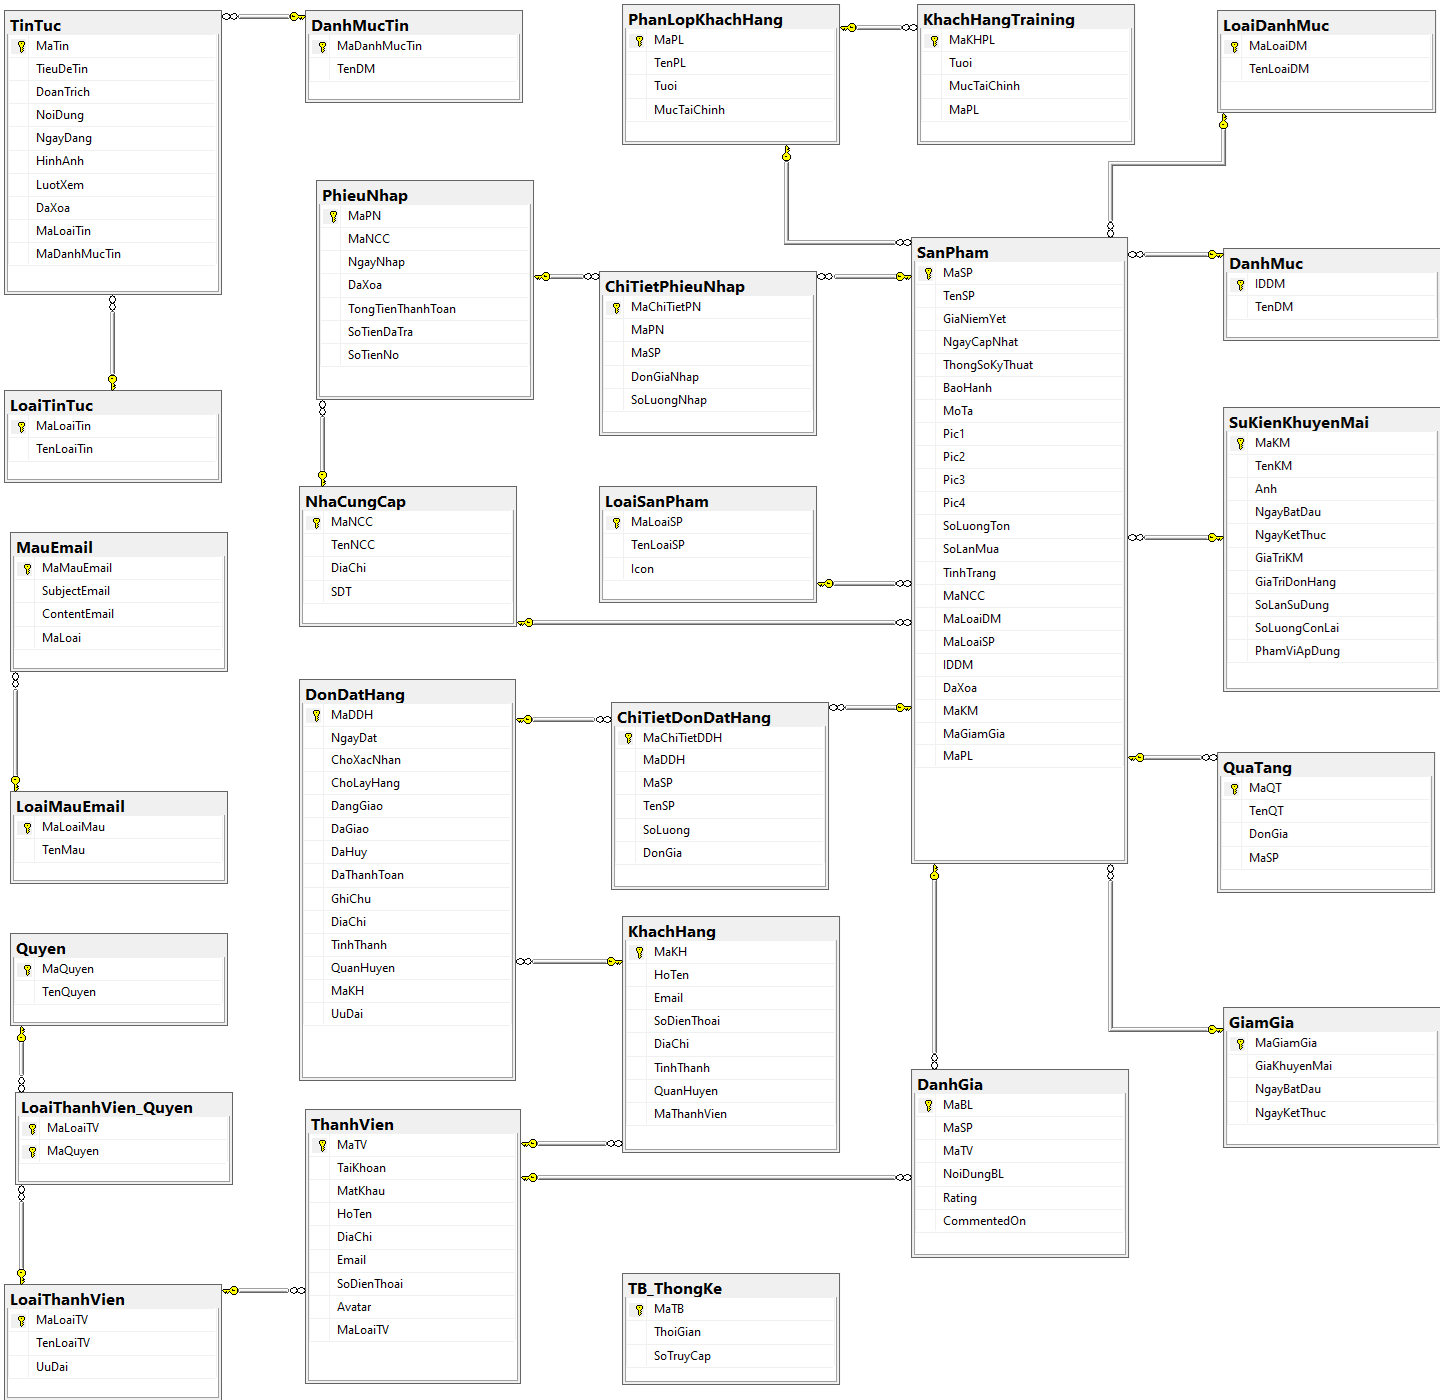 TinTuc
MaTin
TieuDeTin
DoanTrich
NoiDung
NgayDang
HinhAnh
LuotXem
DaXoa
MaLoaiTin
MaDanhMucTin
DanhMucTin
MaDanhMucTin
TenDM
PhanLopKhachHang
MaPL
TenPL
Tuoi
MucTaiChinh
KhachHangTraining
MaKHPL
Tuoi
MucTaiChinh
MaPL
LoaiDanhMuc
MaLoaiDM
TenLoaiDM
PhieuNhap
MaPN
MaNCC
NgayNhap
DaXoa
TongTienThanhToan
SoTienDaTra
SoTienNo
ChiTietPhieuNhap
MaChiTietPN
MaPN
MaSP
DonGiaNhap
SoLuongNhap
SanPham
MaSP
TenSP
GiaNiemYet
NgayCapNhat
ThongSoKyThuat
BaoHanh
MoTa
Pic1
Pic2
Pic3
Pic4
SoLuongTon
SoLanMua
TinhTrang
MaNCC
MaLoaiDM
MaLoaiSP
IDDM
DaXoa
MaKM
MaGiamGia
MaPL
DanhMuc
IDDM
TenDM
LoaiTinTuc
MaLoaiTin
TenLoaiTin
SuKienKhuyenMai
MaKM
TenKM
Anh
NgayBatDau
NgayKetThuc
GiaTriKM
GiaTriDonHang
SoLanSuDung
SoLuongConLai
PhamViApDung
NhaCungCap
MaNCC
TenNCC
DiaChi
SDT
LoaiSanPham
MaLoaiSP
TenLoaiSP
Icon
MauEmail
MaMauEmail
SubjectEmail
ContentEmail
MaLoai
DonDatHang
MaDDH
NgayDat
ChoXacNhan
ChoLayHang
DangGiao
DaGiao
DaHuy
DaThanhToan
GhiChu
DiaChi
TinhThanh
QuanHuyen
MaKH
UuDai
ChiTietDonDatHang
MaChiTietDDH
MaDDH
MaSP
TenSP
SoLuong
DonGia
QuaTang
MaQT
TenQT
DonGia
MaSP
LoaiMauEmail
MaLoaiMau
TenMau
KhachHang
MaKH
HoTen
Email
SoDienThoai
DiaChi
TinhThanh
QuanHuyen
MaThanhVien
Quyen
MaQuyen
TenQuyen
GiamGia
MaGiamGia
GiaKhuyenMai
NgayBatDau
NgayKetThuc
DanhGia
MaBL
MaSP
MaTV
NoiDungBL
Rating
CommentedOn
LoaiThanhVien_Quyen
MaLoaiTV
MaQuyen
ThanhVien
MaTV
TaiKhoan
MatKhau
HoTen
DiaChi
Email
SoDienThoai
Avatar
MaLoaiTV
LoaiThanhVien
MaLoaiTV
TenLoaiTV
UuDai
TB_ThongKe
MaTB
ThoiGian
SoTruyCap